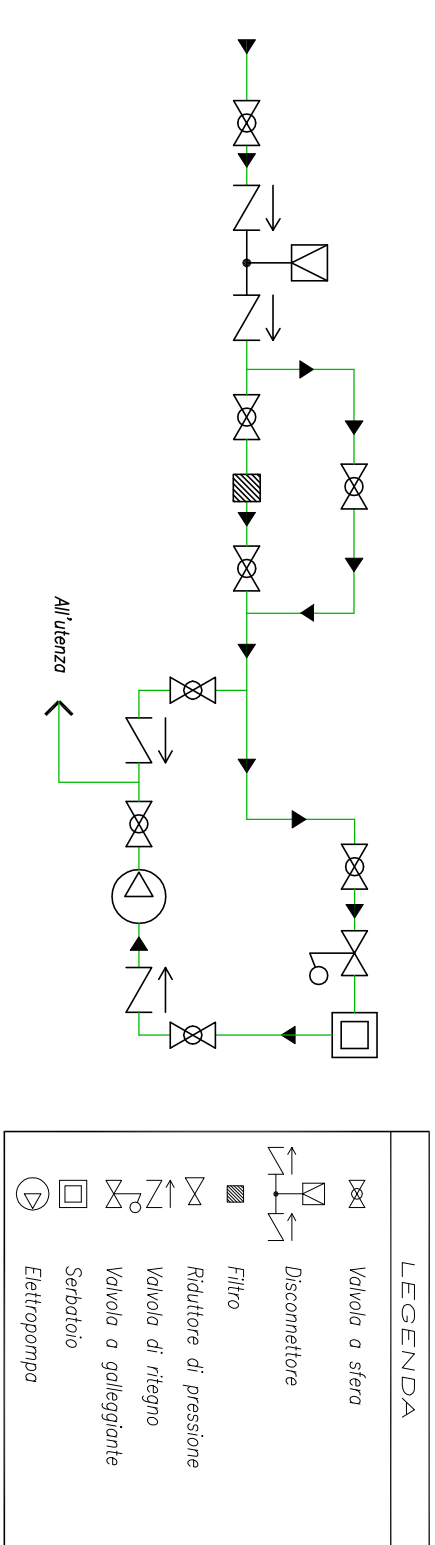 All'utenza
LEGENDA
Valvola a sfera
Disconnettore
Filtro
Riduttore di pressione
Valvola di ritegno
Valvola a galleggiante
Serbatoio
Elettropompa